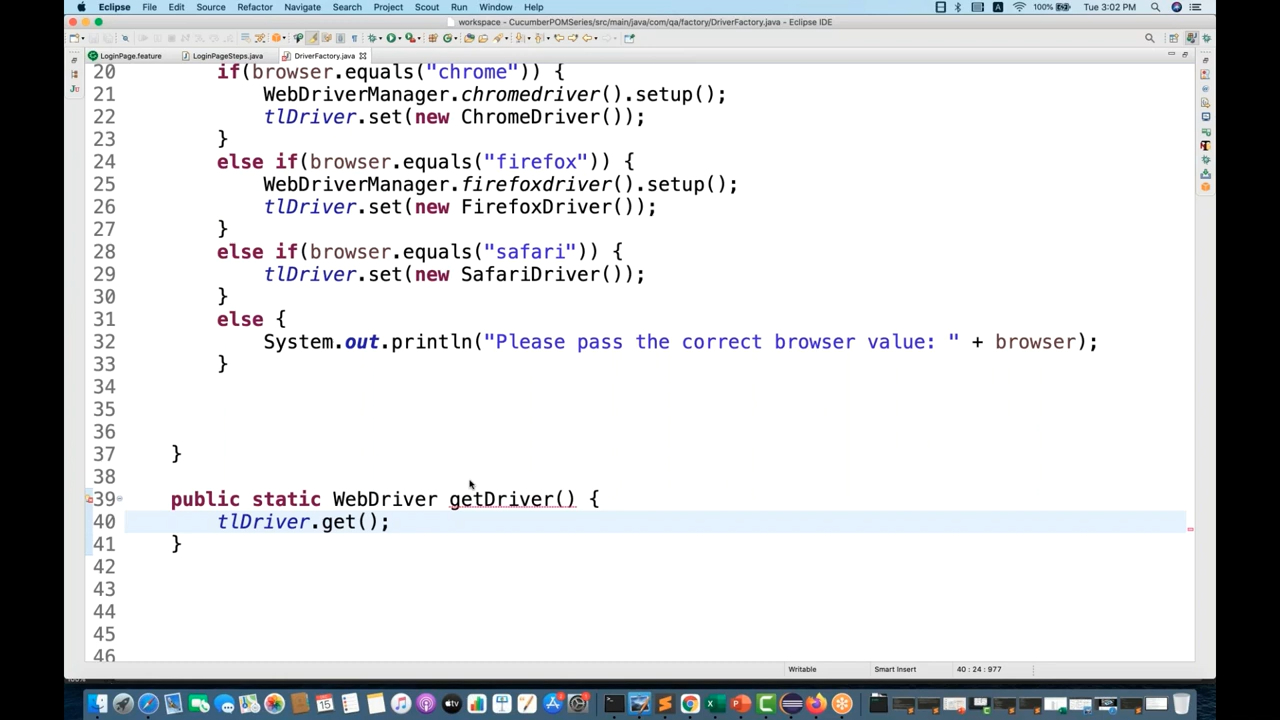 Eclipse File Edit Source Refactor Navigate Search Project Scout Run Window Help 100% Tue 3:02 PM
workspace - CucumberPOMSeries/src/main/java/com/qa/factory/DriverFactory.java - Eclipse IDE
LoginPage.feature LoginPageSteps.java DriverFactory.java
20 if(browser.equals("chrome")) {
21 WebDriverManager.chromedriver().setup();
22 tlDriver.set(new ChromeDriver());
23 }
24 else if(browser.equals("firefox")) {
25 WebDriverManager.firefoxdriver().setup();
26 tlDriver.set(new FirefoxDriver());
27 }
28 else if(browser.equals("safari")) {
29 tlDriver.set(new SafariDriver());
30 }
31 else {
32 System.out.println("Please pass the correct browser value: " + browser);
33 }
34
35
36
37 }
38
39 public static WebDriver getDriver() {
40 tlDriver.get();
41 }
42
43
44
45
46
Writable Smart Insert 40 : 24 : 977